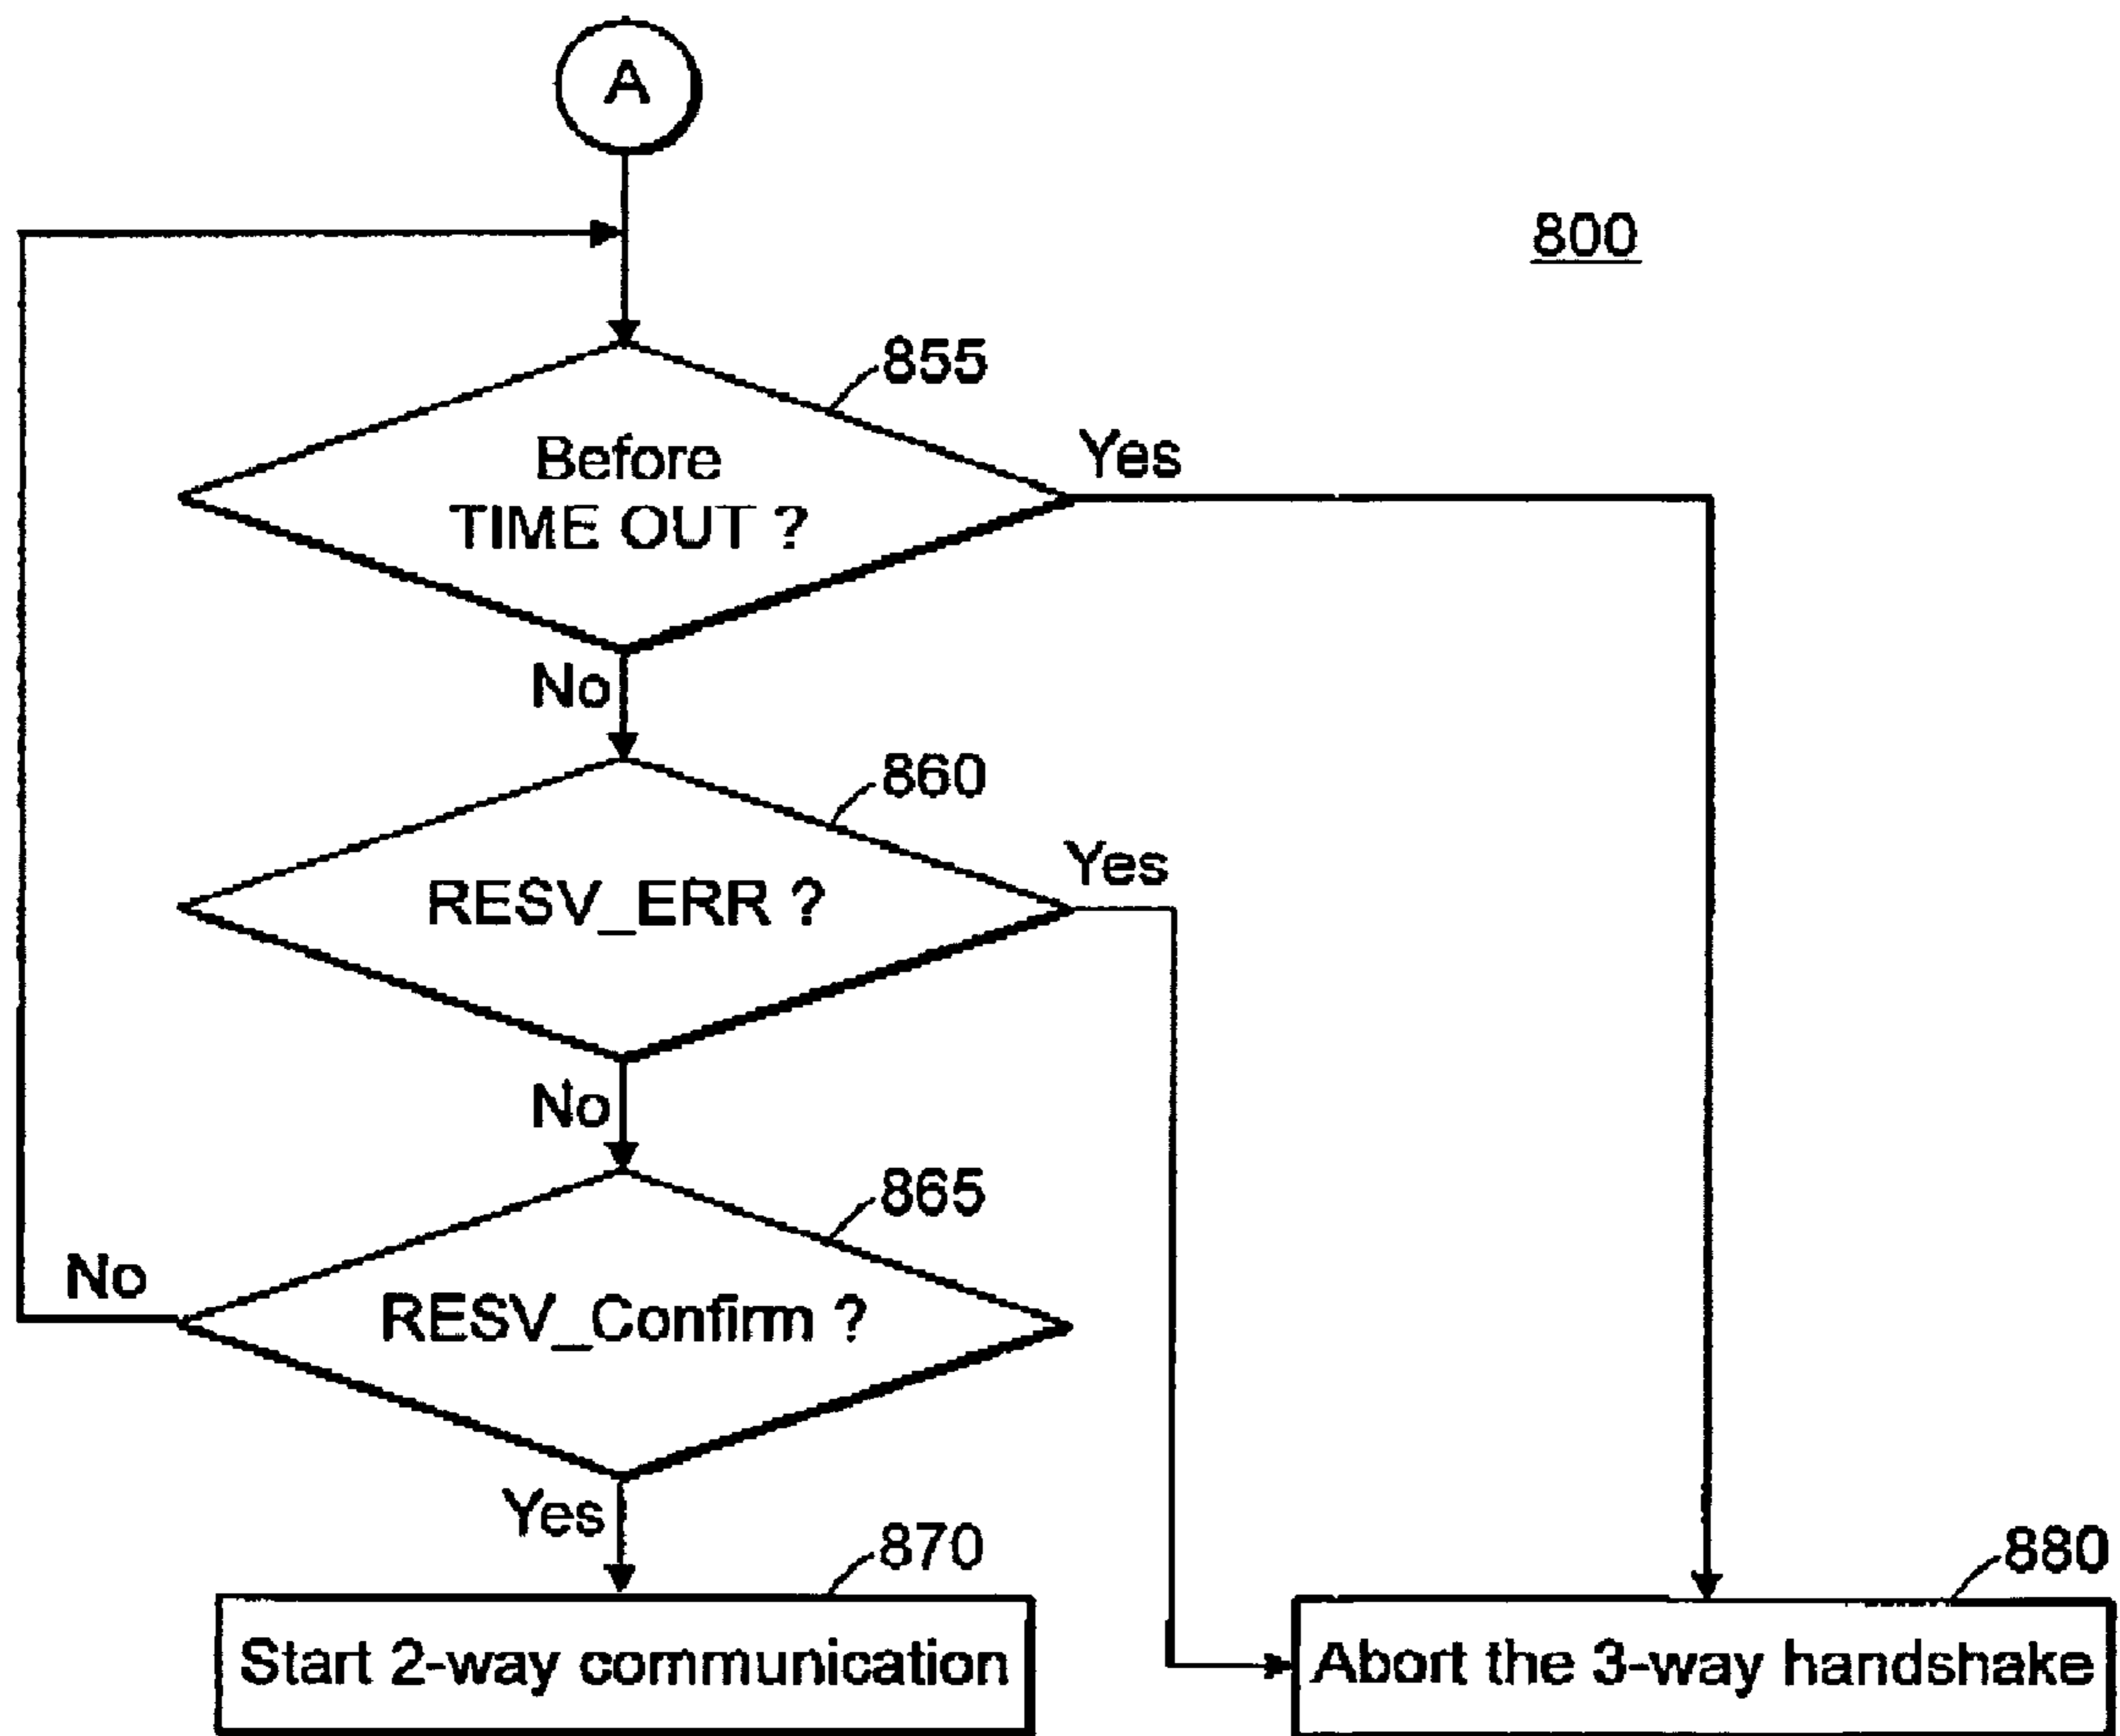 A
800
855
Before
TIME OUT ?
Yes
No
860
RESV_ERR ?
Yes
No
865
RESV_Confirm ?
No
Yes
870
Start 2-way communication
880
Abort the 3-way handshake